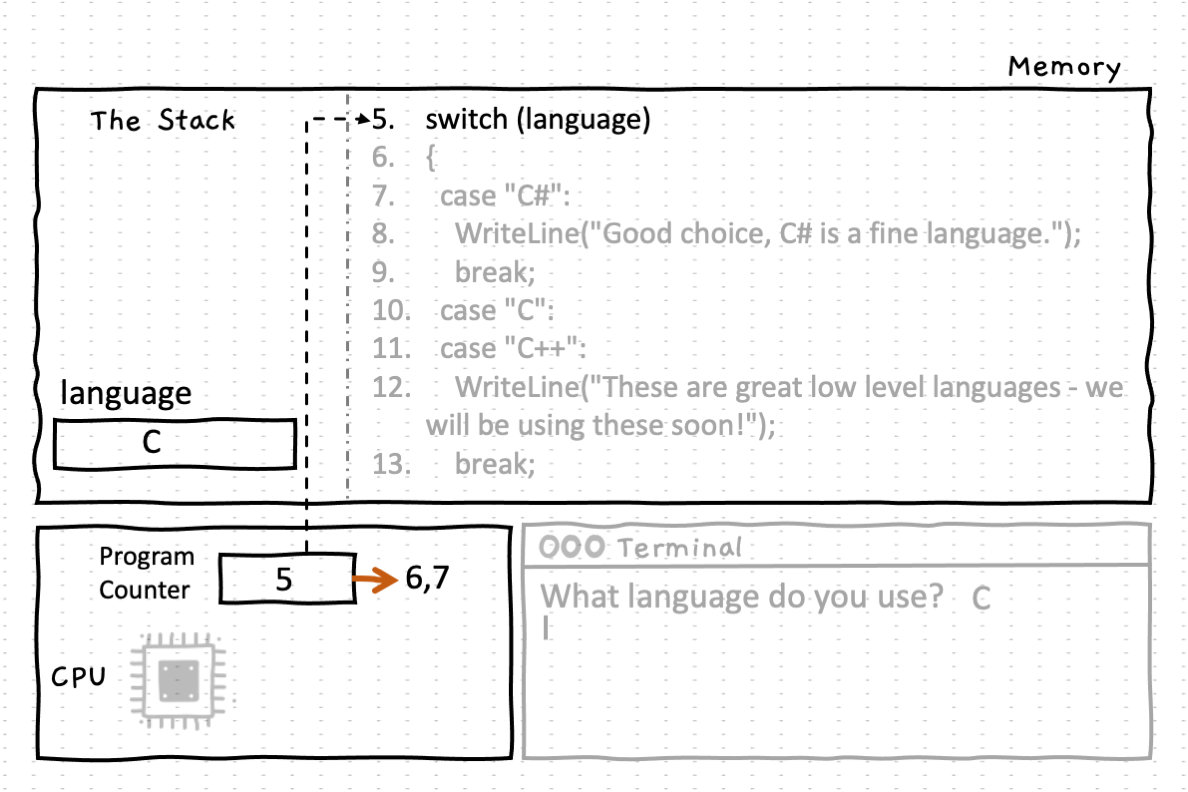 Memory
The Stack
5. switch (language)
6. {
7. case "C#":
8. WriteLine("Good choice, C# is a fine language.");
9. break;
10. case "C":
11. case "C++":
12. WriteLine("These are great low level languages - we
will be using these soon!");
13. break;
language
C
Program
Counter
5
6,7
CPU
Terminal
What language do you use? C